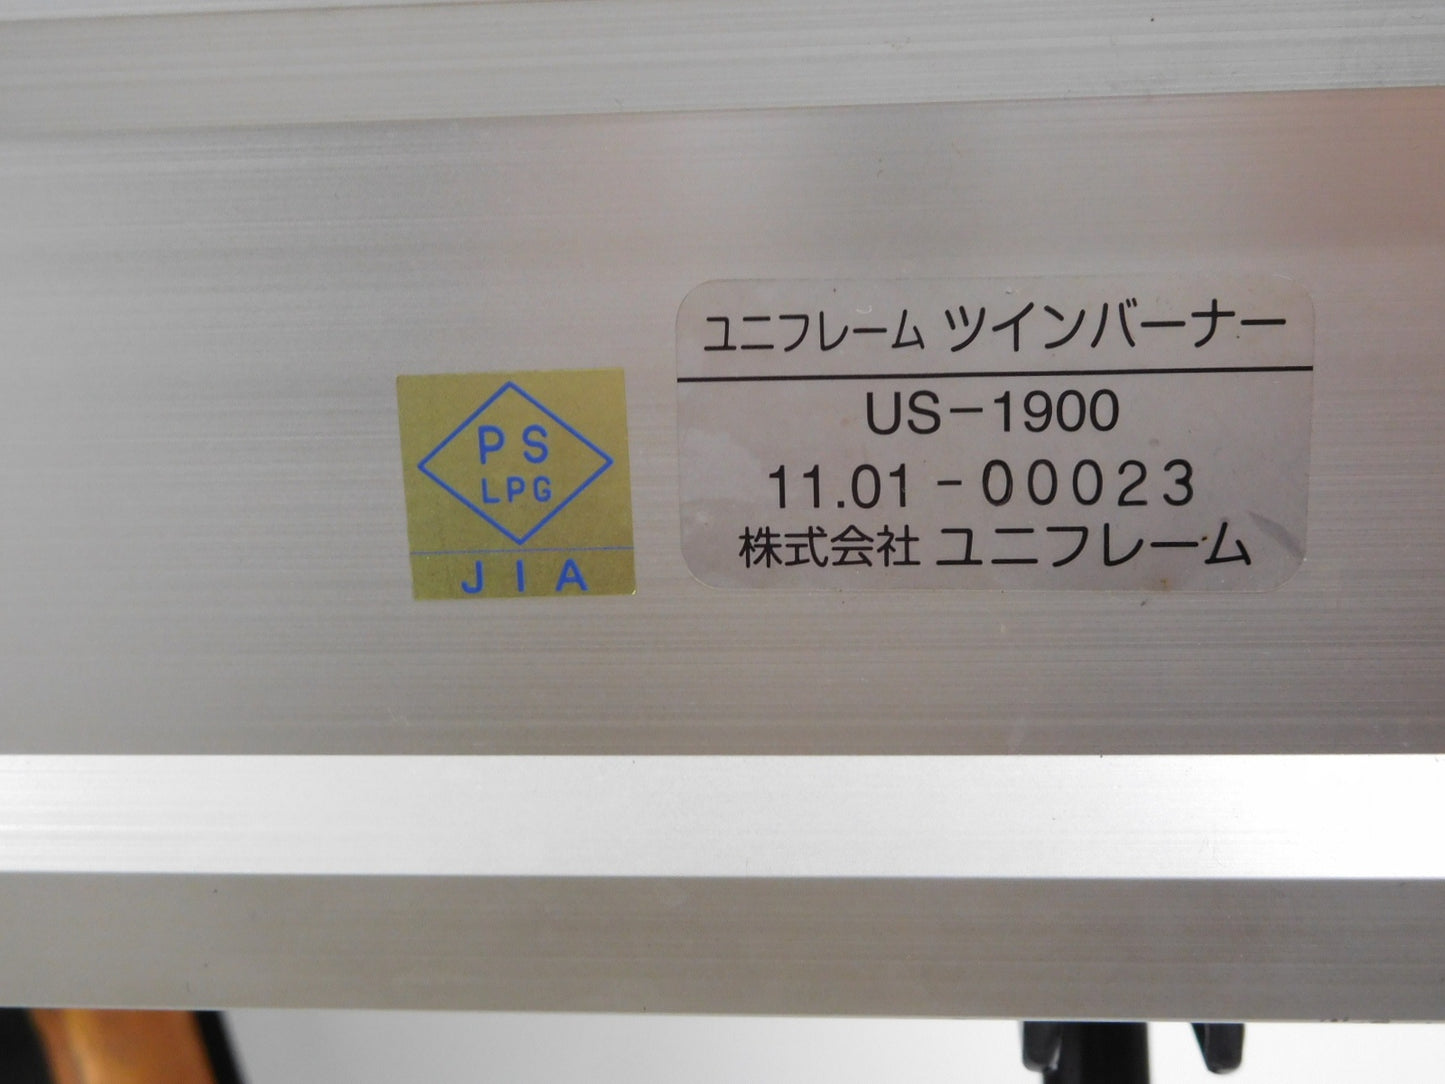 ユニフレーム ツインバーナー
US-1900
11.01-00023
株式会社 ユニフレーム
PS
LPG
JIA